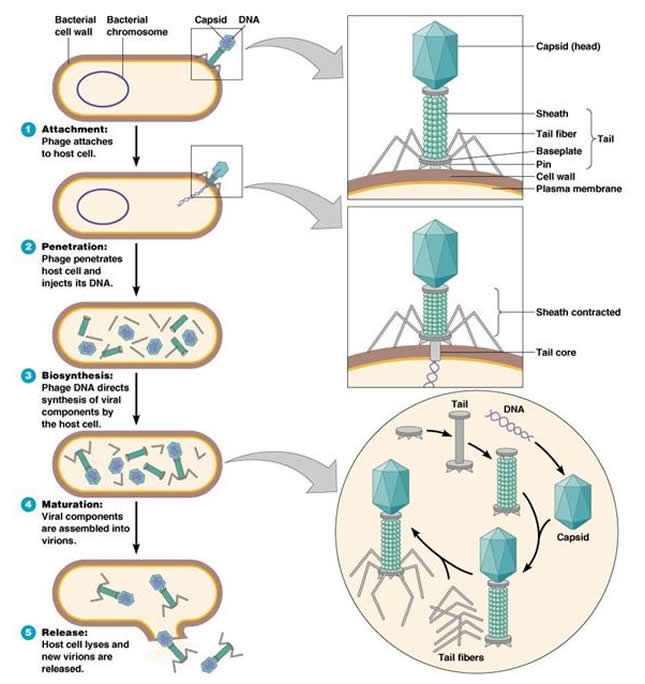 Bacterial
cell wall
Bacterial
chromosome
Capsid
DNA
1 Attachment:
Phage attaches
to host cell.
2 Penetration:
Phage penetrates
host cell and
injects its DNA.
3 Biosynthesis:
Phage DNA directs
synthesis of viral
components by
the host cell.
4 Maturation:
Viral components
are assembled into
virions.
5 Release:
Host cell lyses and
new virions are
released.
Capsid (head)
Sheath
Tail fiber
Tail
Baseplate
Pin
Cell wall
Plasma membrane
Sheath contracted
Tail core
Tail
DNA
Capsid
Tail fibers